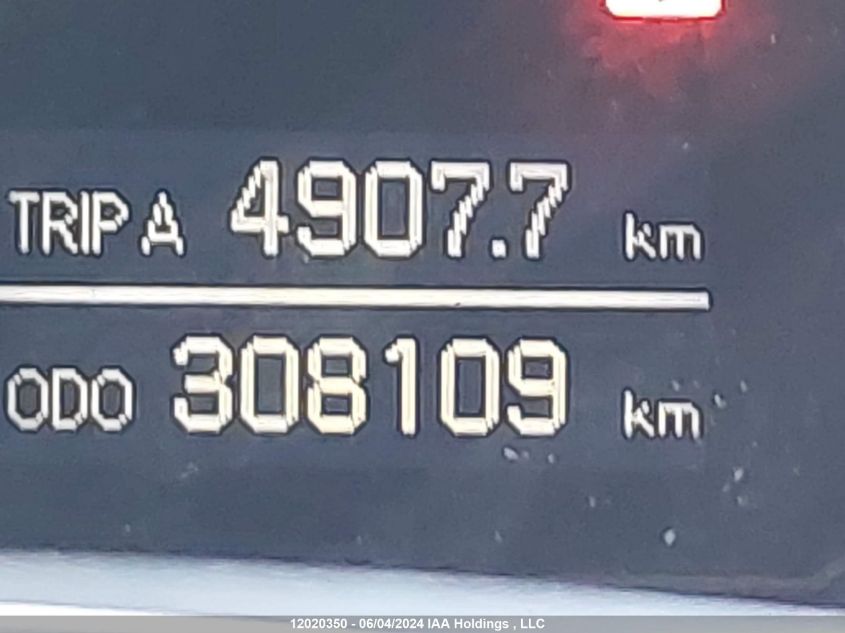 TRIP A 4907.7 km
ODO 308109 km
12020350 - 06/04/2024 IAA Holdings , LLC